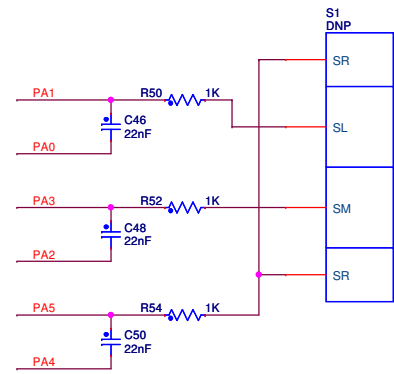 S1
DNP
SR
PA1
R50
1K
C46
22nF
SL
PA0
PA3
R52
1K
SM
C48
22nF
PA2
SR
PA5
R54
1K
C50
22nF
PA4